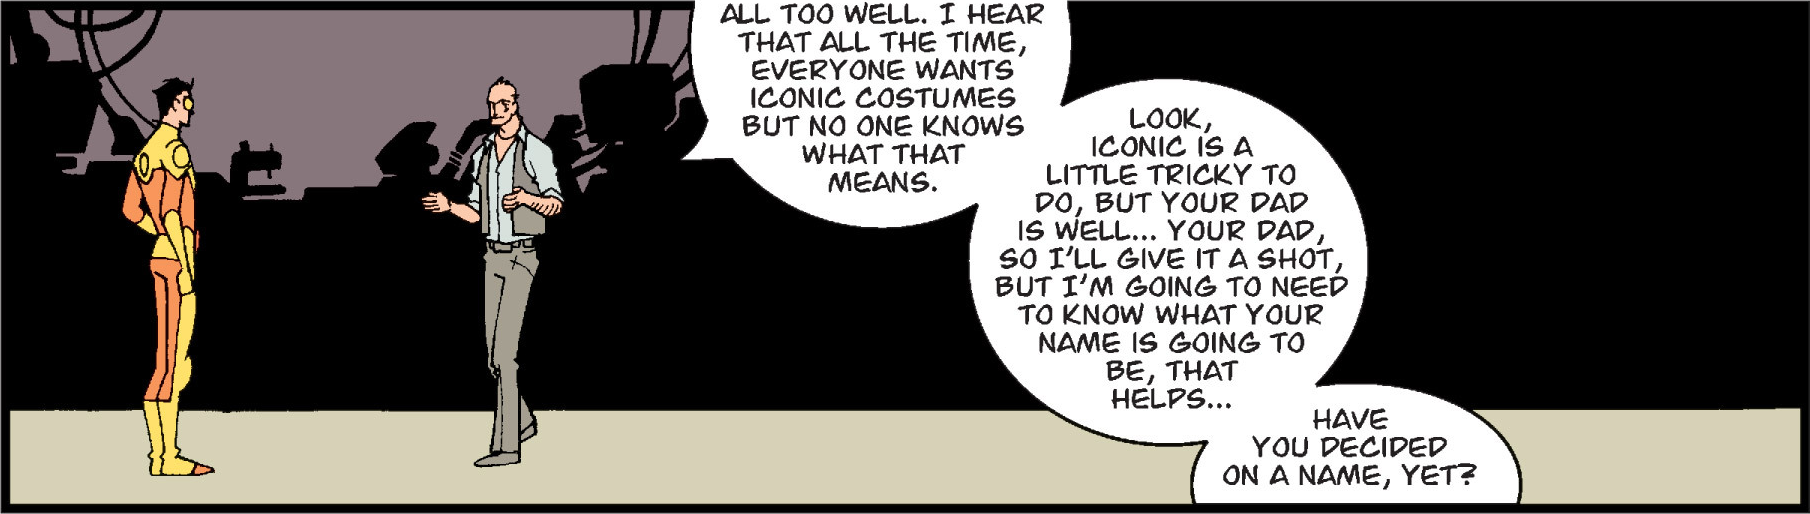 ALL TOO WELL. I HEAR
THAT ALL THE TIME,
EVERYONE WANTS
ICONIC COSTUMES
BUT NO ONE KNOWS
WHAT THAT
MEANS.
LOOK,
ICONIC IS A
LITTLE TRICKY TO
DO, BUT YOUR DAD
IS WELL... YOUR DAD,
SO I'LL GIVE IT A SHOT,
BUT I'M GOING TO NEED
TO KNOW WHAT YOUR
NAME IS GOING TO
BE, THAT
HELPS...
HAVE
YOU DECIDED
ON A NAME, YET?